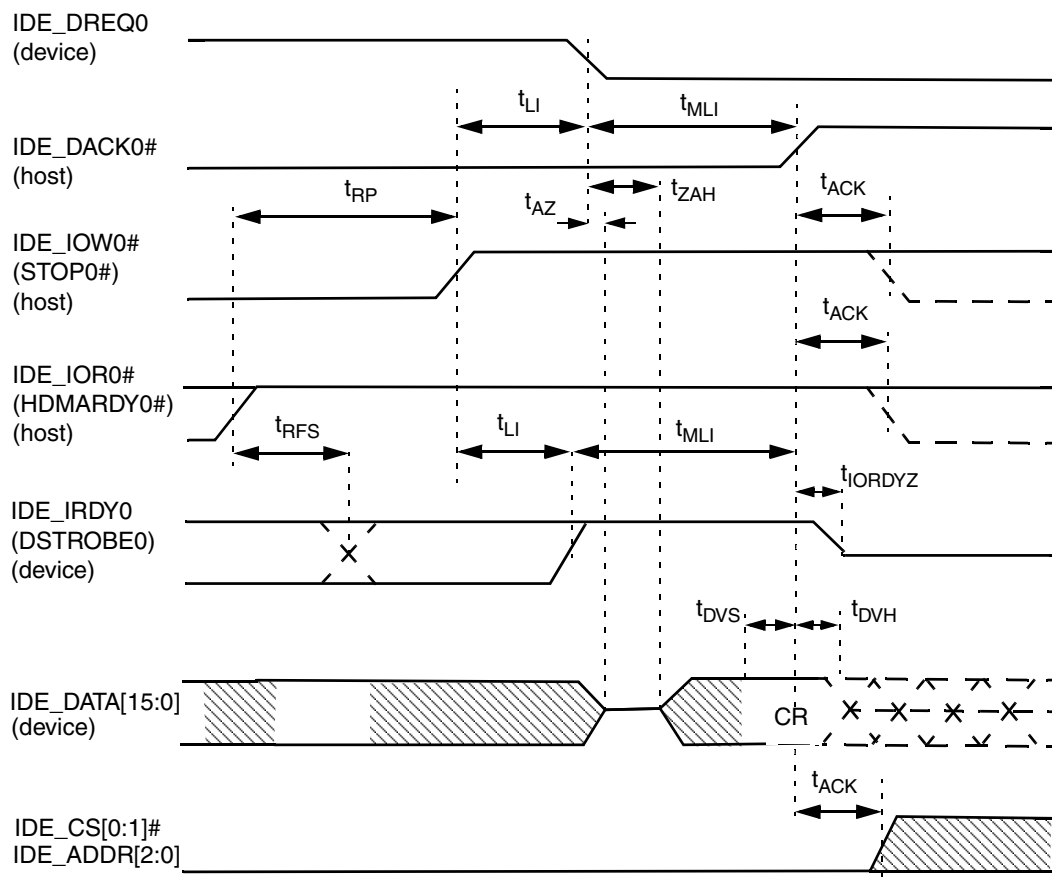 IDE_DREQ0
(device)
tLI
tMLI
IDE_DACK0#
(host)
tRP
tAZ
tZAH
tACK
IDE_IOW0#
(STOP0#)
(host)
tACK
IDE_IOR0#
(HDMARDY0#)
(host)
tRFS
tLI
tMLI
tIORDYZ
IDE_IRDY0
(DSTROBE0)
(device)
tDVS
tDVH
IDE_DATA[15:0]
(device)
CR
tACK
IDE_CS[0:1]#
IDE_ADDR[2:0]